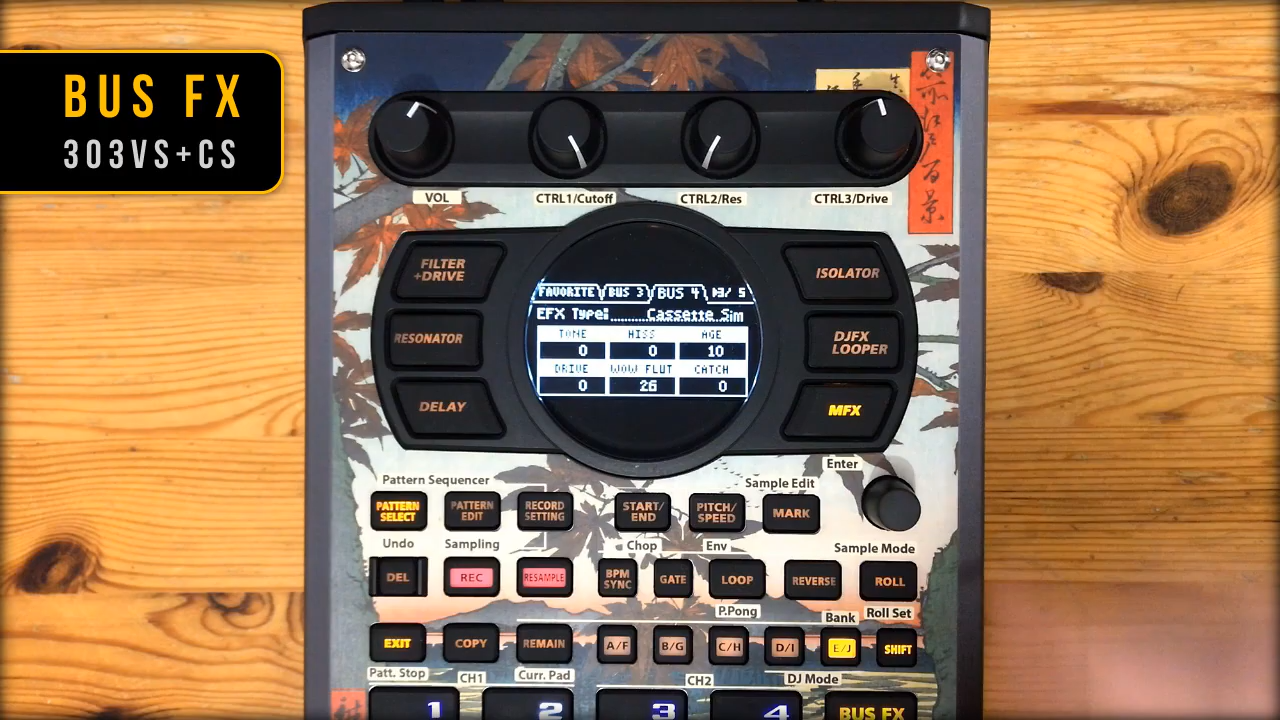 BUS FX
303VS+CS
VOL
CTRL1/Cutoff
CTRL2/Res
CTRL3/Drive
FILTER
+DRIVE
ISOLATOR
RESONATOR
DJFX
LOOPER
DELAY
MFX
FAVORITE BUS 3 BUS 4 3/ 5
EFX Type: Cassette Sim
TONE HISS AGE
0 0 10
DRIVE WOW FLUT CATCH
0 26 0
Enter
Pattern Sequencer
Sample Edit
PATTERN
SELECT
PATTERN
EDIT
RECORD
SETTING
START/
END
PITCH/
SPEED
MARK
Undo
Sampling
Chop
Env
Sample Mode
DEL
REC
RESAMPLE
BPM
SYNC
GATE
LOOP
REVERSE
ROLL
P.Pong
Bank
Roll Set
EXIT
COPY
REMAIN
A/F
B/G
C/H
D/I
E/J
SHIFT
Patt. Stop
CH1
Curr. Pad
CH2
DJ Mode
1
2
3
4
BUS FX